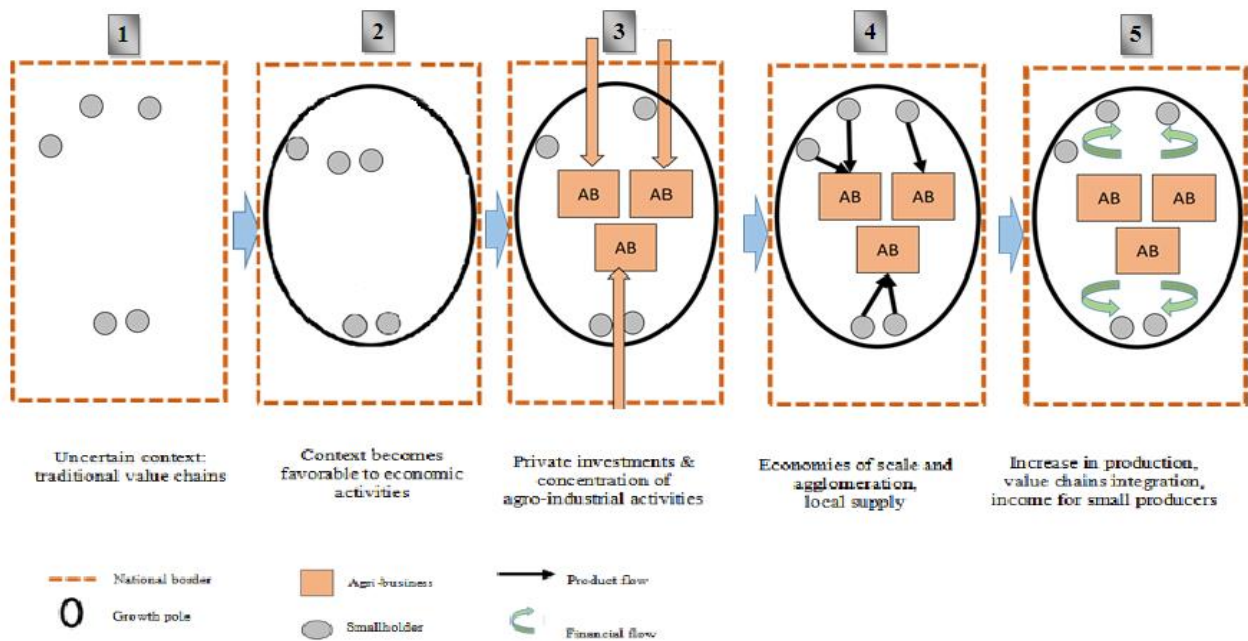 1
2
3
4
5
AB
AB
AB
AB
AB
AB
AB
AB
AB
Uncertain context:
traditional value chains
Context becomes
favorable to economic
activities
Private investments &
concentration of
agro-industrial activities
Economies of scale and
agglomeration,
local supply
Increase in production,
value chains integration,
income for small producers
National border
Growth pole
Agri-business
Smallholder
Product flow
Financial flow